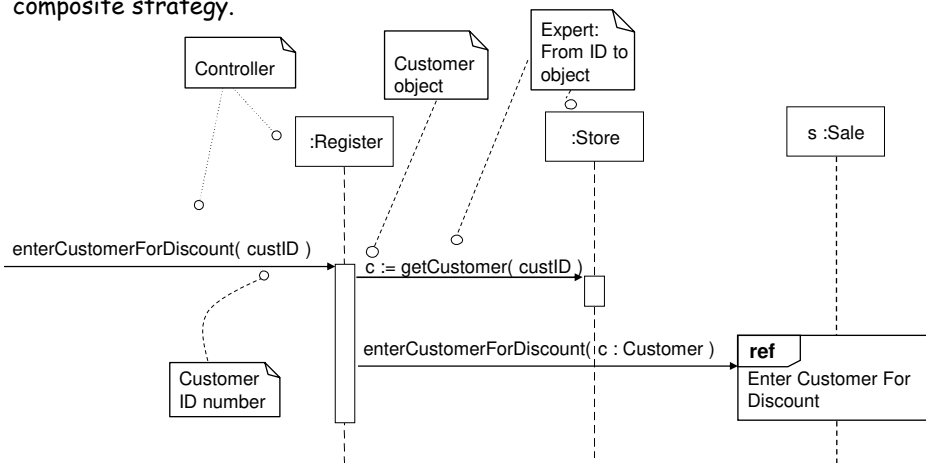 composite strategy.
Controller
Customer
object
Expert:
From ID to
object
:Register
:Store
s :Sale
enterCustomerForDiscount( custID )
c := getCustomer( custID )
enterCustomerForDiscount( c : Customer )
ref
Enter Customer For
Discount
Customer
ID number